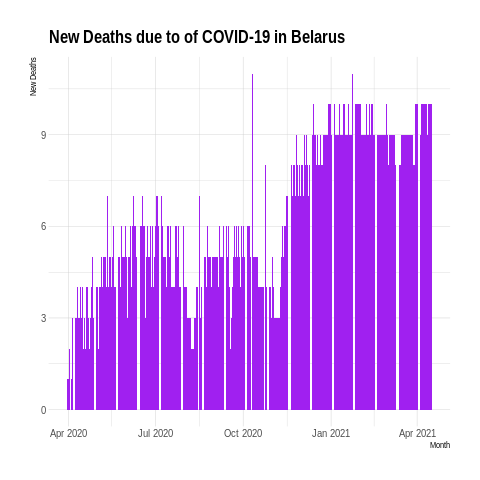 New Deaths due to of COVID-19 in Belarus
New Deaths
9
6
3
0
Apr 2020 Jul 2020 Oct 2020 Jan 2021 Apr 2021
Month